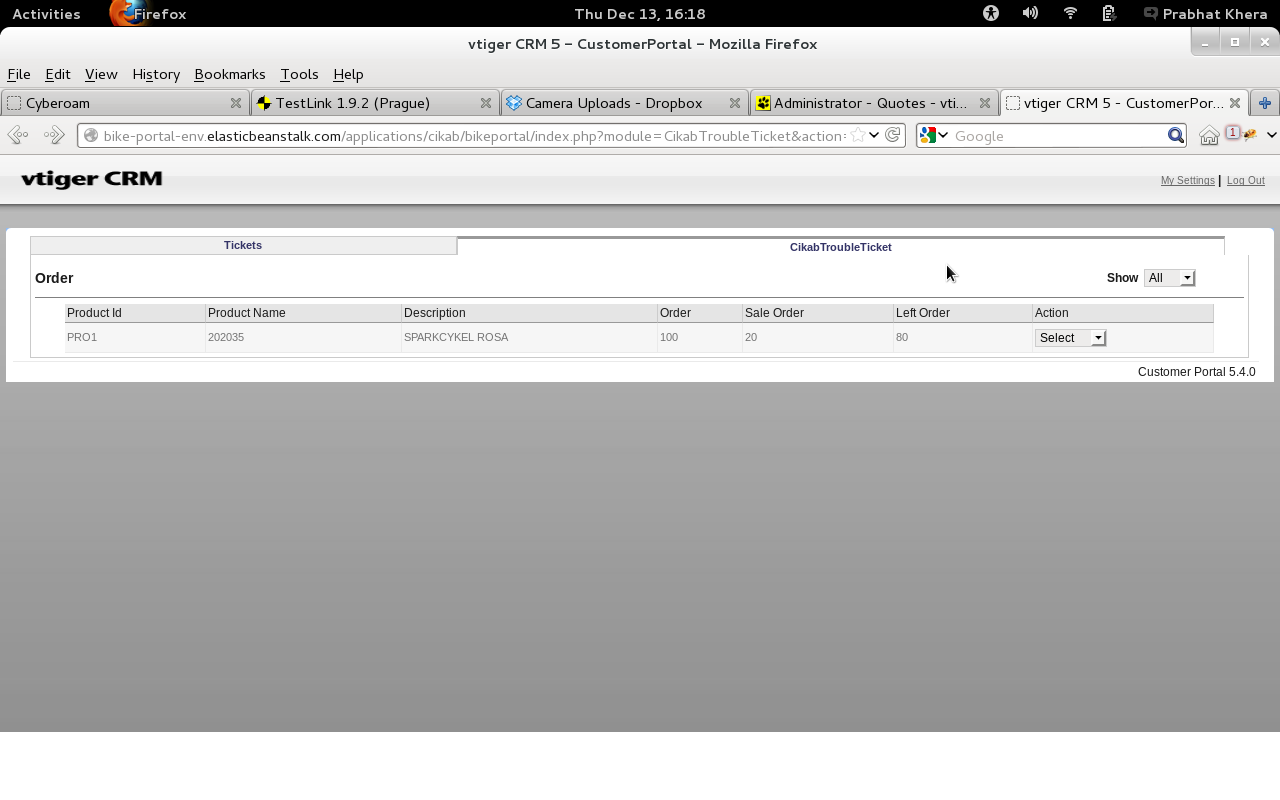 Activities Firefox Thu Dec 13, 16:18 Prabhat Khera
vtiger CRM 5 - CustomerPortal - Mozilla Firefox
File Edit View History Bookmarks Tools Help
Cyberoam TestLink 1.9.2 (Prague) Camera Uploads - Dropbox Administrator - Quotes - vti... vtiger CRM 5 - CustomerPor...
bike-portal-env.elasticbeanstalk.com/applications/cikab/bikeportal/index.php?module=CikabTroubleTicket&action= Google 1
vtiger CRM My Settings | Log Out
Tickets CikabTroubleTicket
Order Show All
Product Id Product Name Description Order Sale Order Left Order Action
PRO1 202035 SPARKCYKEL ROSA 100 20 80 Select
Customer Portal 5.4.0